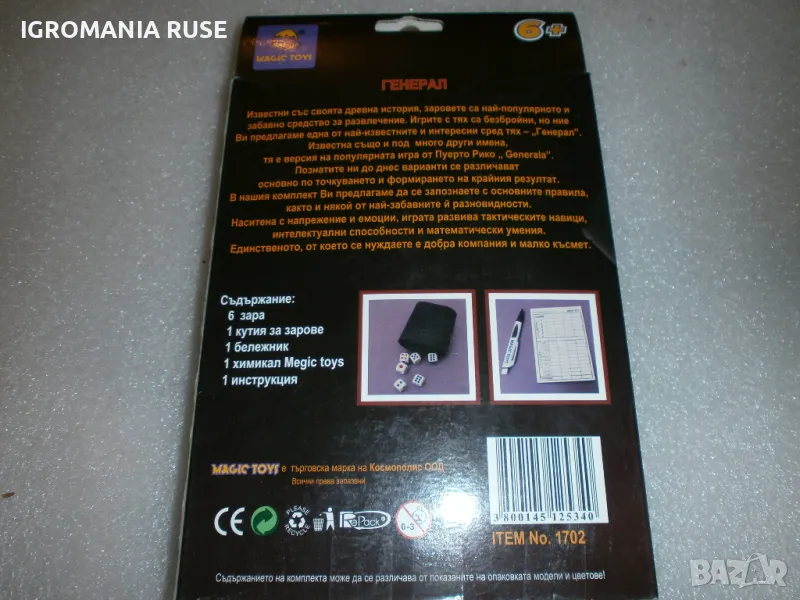 IGROMANIA RUSE
MAGIC TOYS
6+
ГЕНЕРАЛ
Известни със своята древна история, заровете са най-популярното и
забавно средство за развлечение. Игрите с тях са безбройни, но ние
Ви предлагаме една от най-известните и интересни сред тях – „Генерал".
Известна също и под много други имена,
тя е версия на популярната игра от Пуерто Рико „ Generala".
Познатите ни до днес варианти се различават
основно по точкуването и формирането на крайния резултат.
В нашия комплект Ви предлагаме да се запознаете с основните правила,
както и някой от най-забавните й разновидности.
Наситена с напрежение и емоции, играта развива тактическите навици,
интелектуални способности и математически умения.
Единственото, от което се нуждаете е добра компания и малко късмет.
Съдържание:
6 зара
1 кутия за зарове
1 бележник
1 химикал Megic toys
1 инструкция
MAGIC TOYS е търговска марка на Космополис ООД
Всички права запазени
CE
PLEASE
RECYCLE
RePack
0-3
3 800145 125340
ITEM No. 1702
Съдържанието на комплекта може да се различава от показаните на опаковката модели и цветове!
bazar